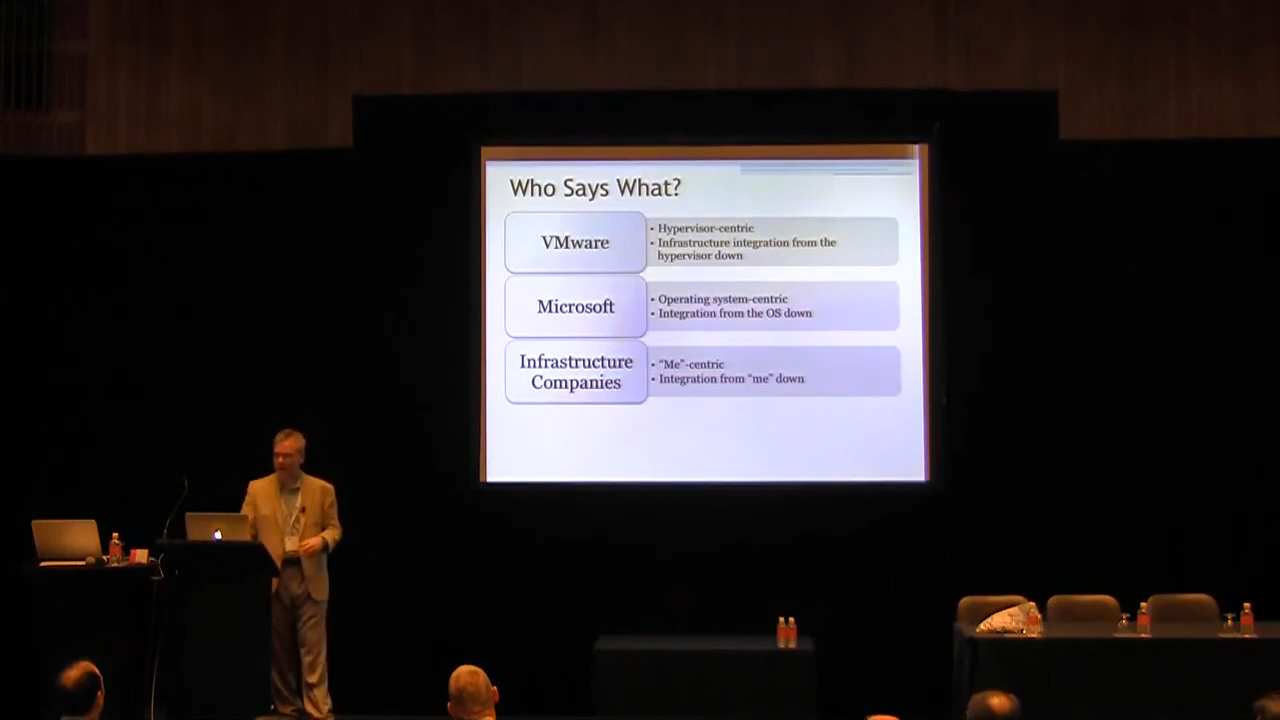 Who Says What?
VMware
• Hypervisor-centric
• Infrastructure integration from the
hypervisor down
Microsoft
• Operating system-centric
• Integration from the OS down
Infrastructure
Companies
• “Me”-centric
• Integration from “me” down